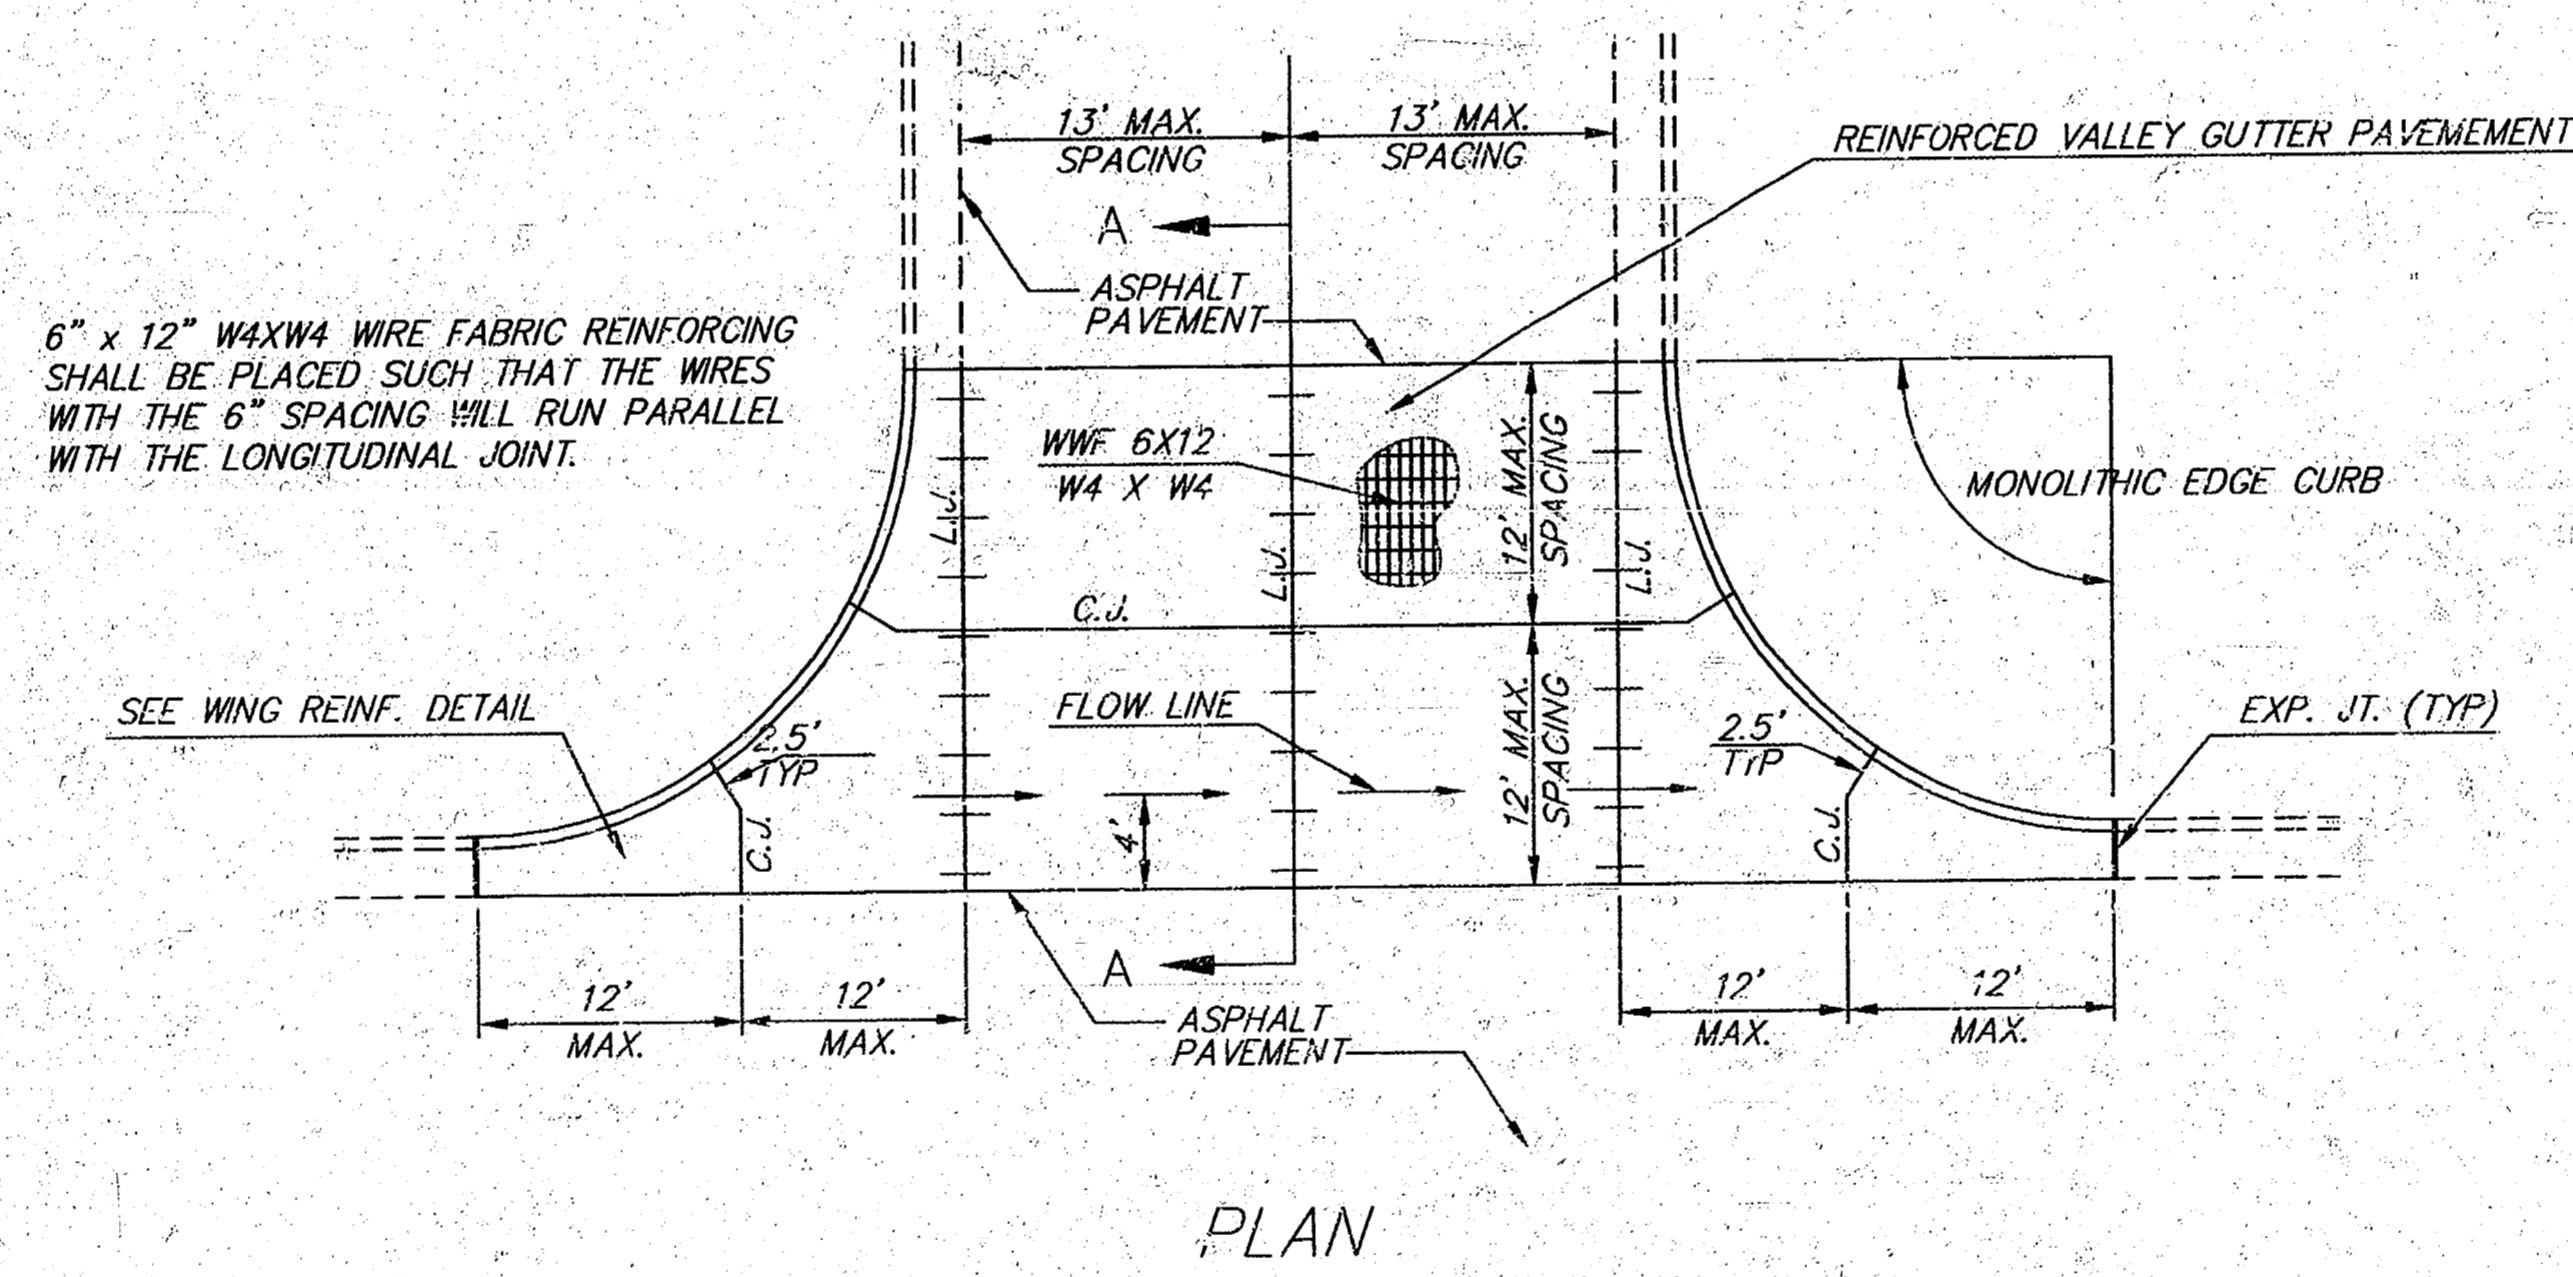 13' MAX.
SPACING
13' MAX.
SPACING
REINFORCED VALLEY GUTTER PAVEMEMENT
A
ASPHALT
PAVEMENT
6" x 12" W4XW4 WIRE FABRIC REINFORCING
SHALL BE PLACED SUCH THAT THE WIRES
WITH THE 6" SPACING WILL RUN PARALLEL
WITH THE LONGITUDINAL JOINT.
WWF 6X12
W4 X W4
12' MAX.
SPACING
MONOLITHIC EDGE CURB
L.J.
L.J.
L.J.
C.J.
SEE WING REINF. DETAIL
2.5'
TYP
FLOW LINE
12' MAX.
SPACING
2.5'
TYP
EXP. JT. (TYP)
4'
C.J.
C.J.
A
12'
MAX.
12'
MAX.
ASPHALT
PAVEMENT
12'
MAX.
12'
MAX.
PLAN